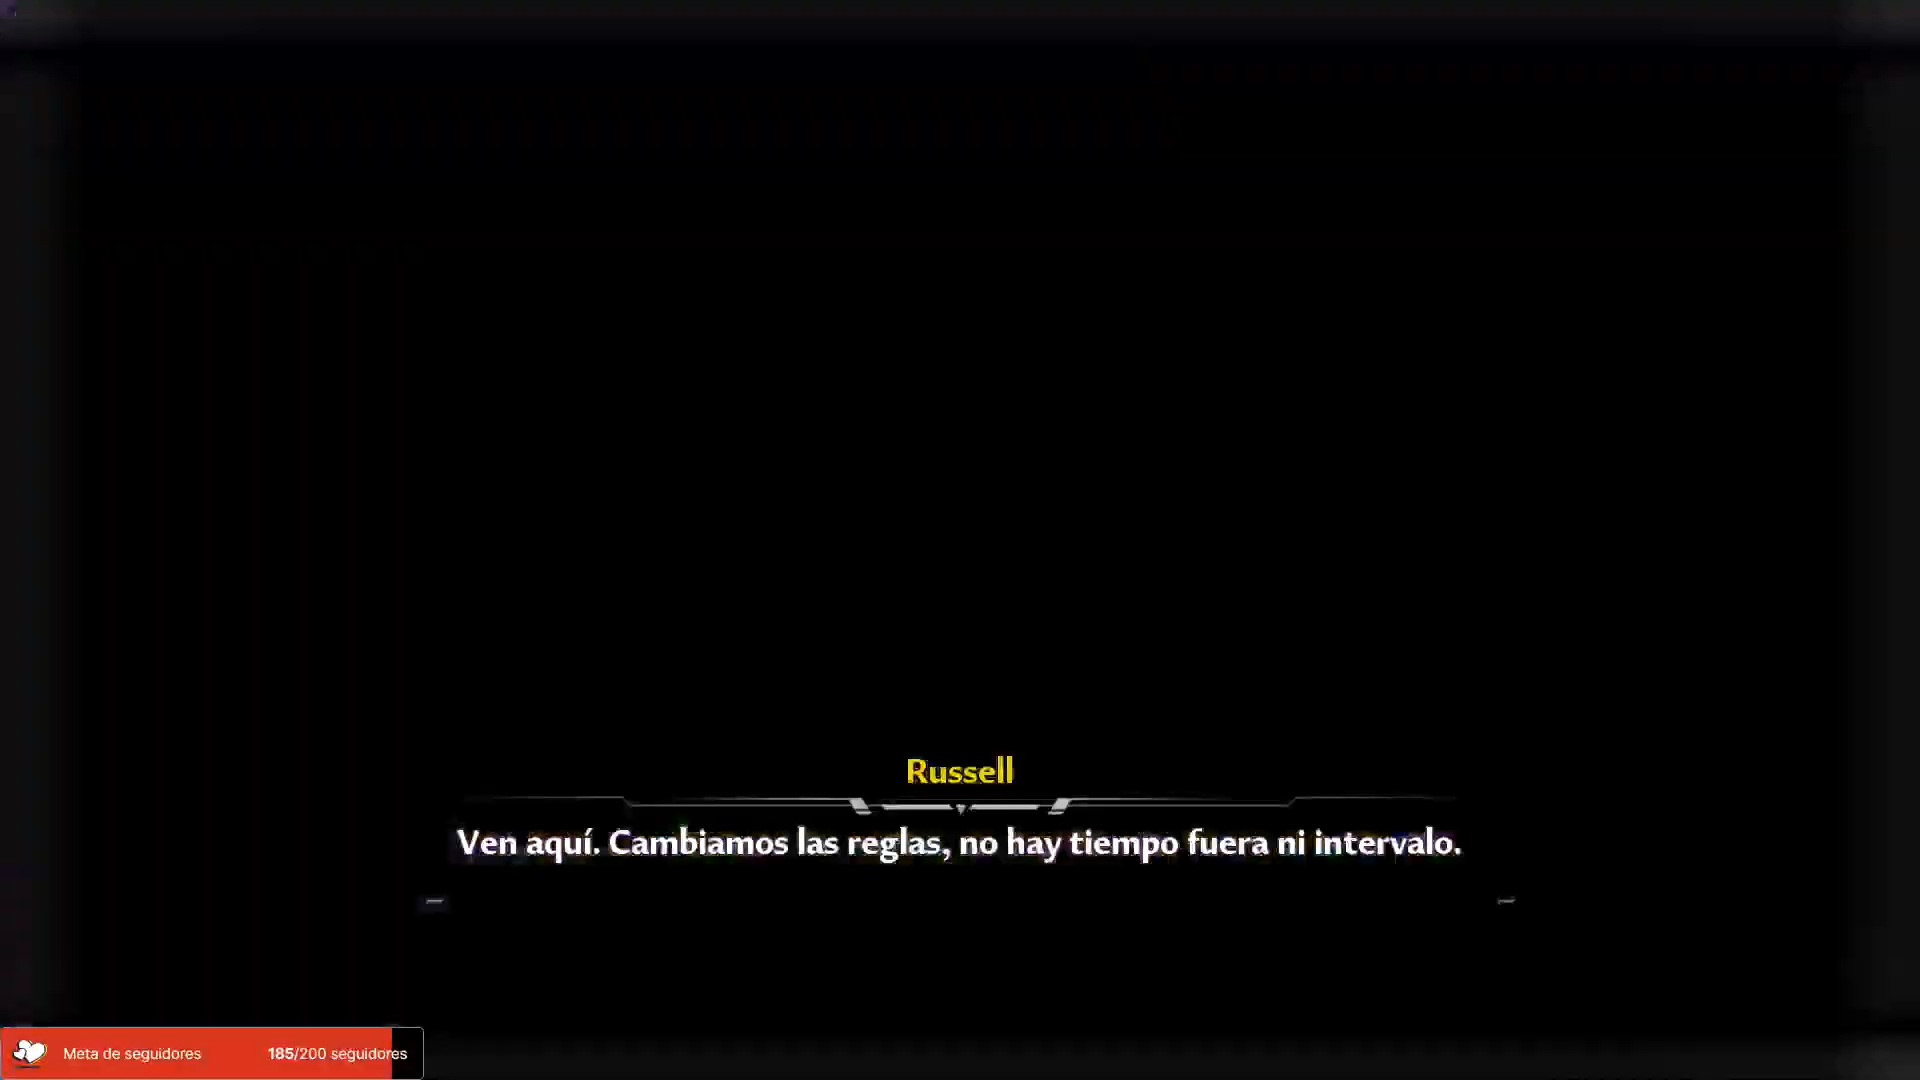 Russell
Ven aquí. Cambiamos las reglas, no hay tiempo fuera ni intervalo.
Meta de seguidores 185/200 seguidores